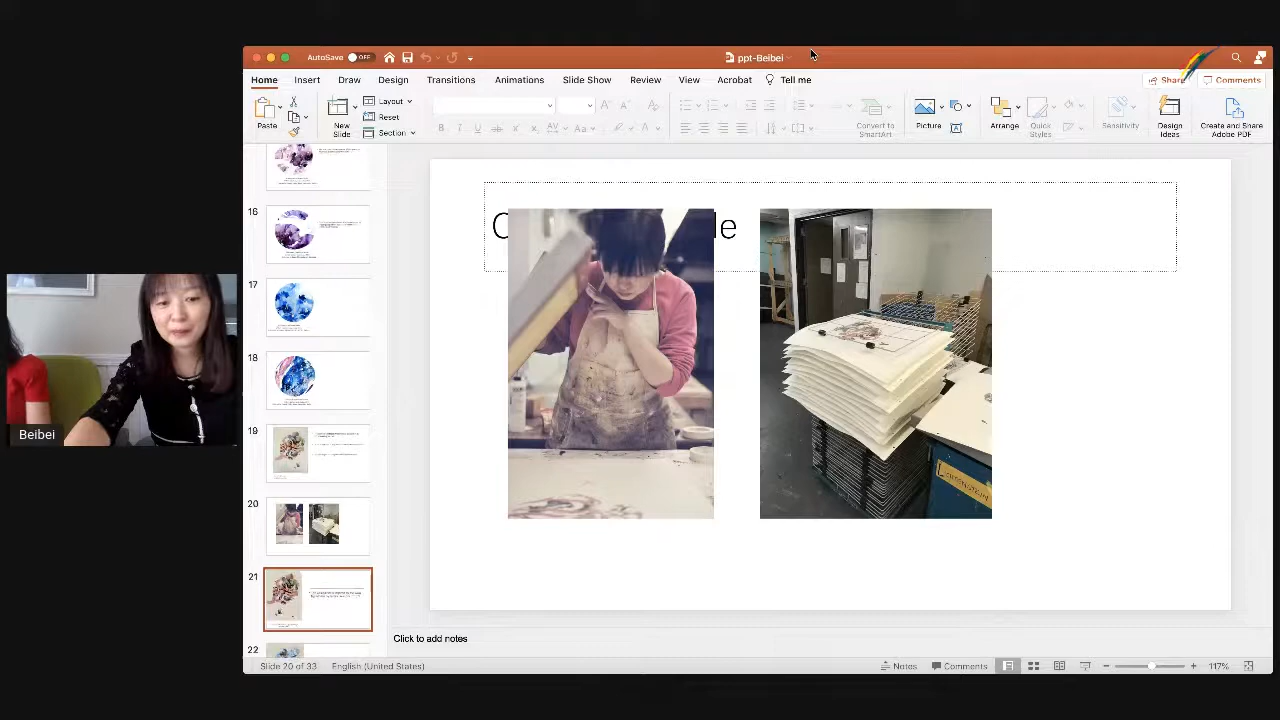 AutoSave OFF
ppt-Beibei
Home Insert Draw Design Transitions Animations Slide Show Review View Acrobat Tell me
Share Comments
Paste
New Slide
Layout
Reset
Section
Convert to SmartArt
Picture
Arrange
Quick Styles
Sensitivity
Design Ideas
Create and Share Adobe PDF
16
17
18
19
20
21
22
C
le
Beibei
Click to add notes
Slide 20 of 33 English (United States) Notes Comments 117%